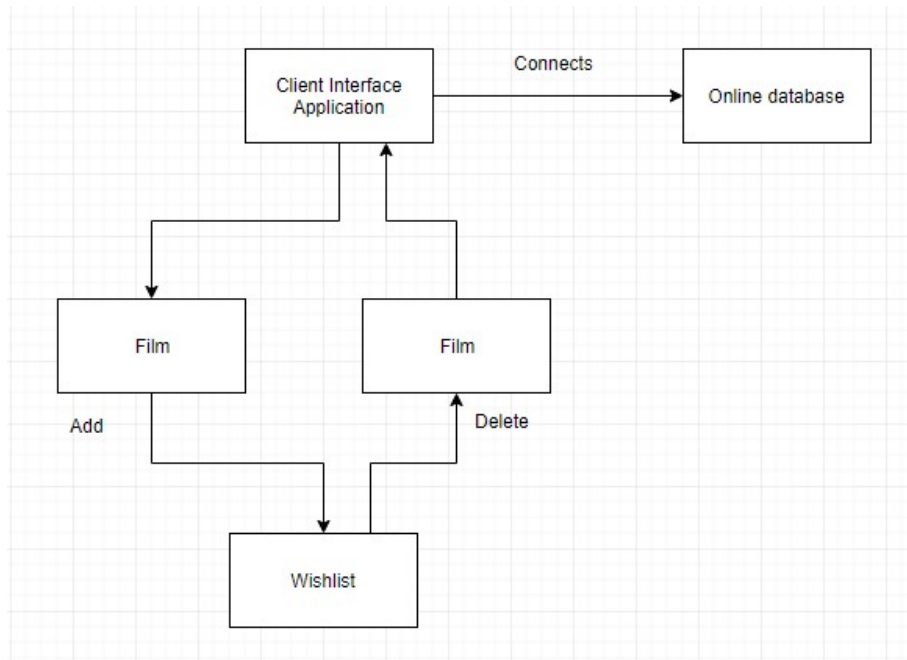 Connects
Client Interface
Application
Online database
Film
Film
Add
Delete
Wishlist